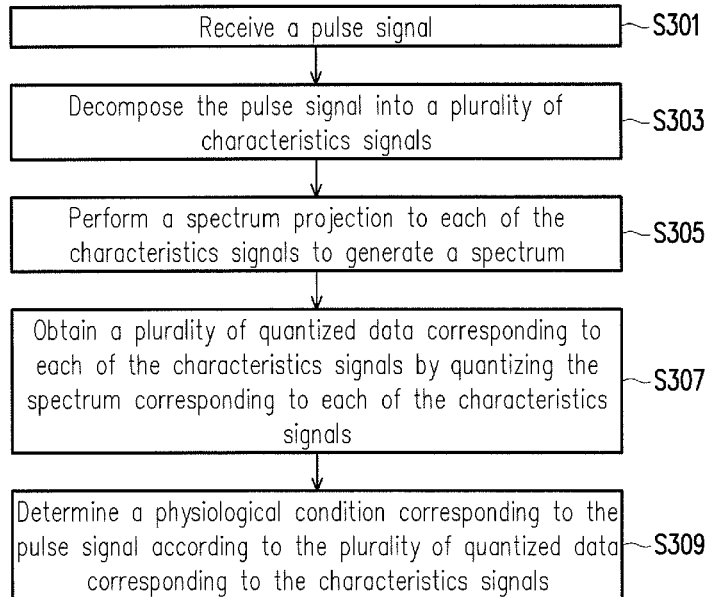 Receive a pulse signal
S301
Decompose the pulse signal into a plurality of
characteristics signals
S303
Perform a spectrum projection to each of the
characteristics signals to generate a spectrum
S305
Obtain a plurality of quantized data corresponding to
each of the characteristics signals by quantizing the
spectrum corresponding to each of the characteristics
signals
S307
Determine a physiological condition corresponding to the
pulse signal according to the plurality of quantized data
corresponding to the characteristics signals
S309